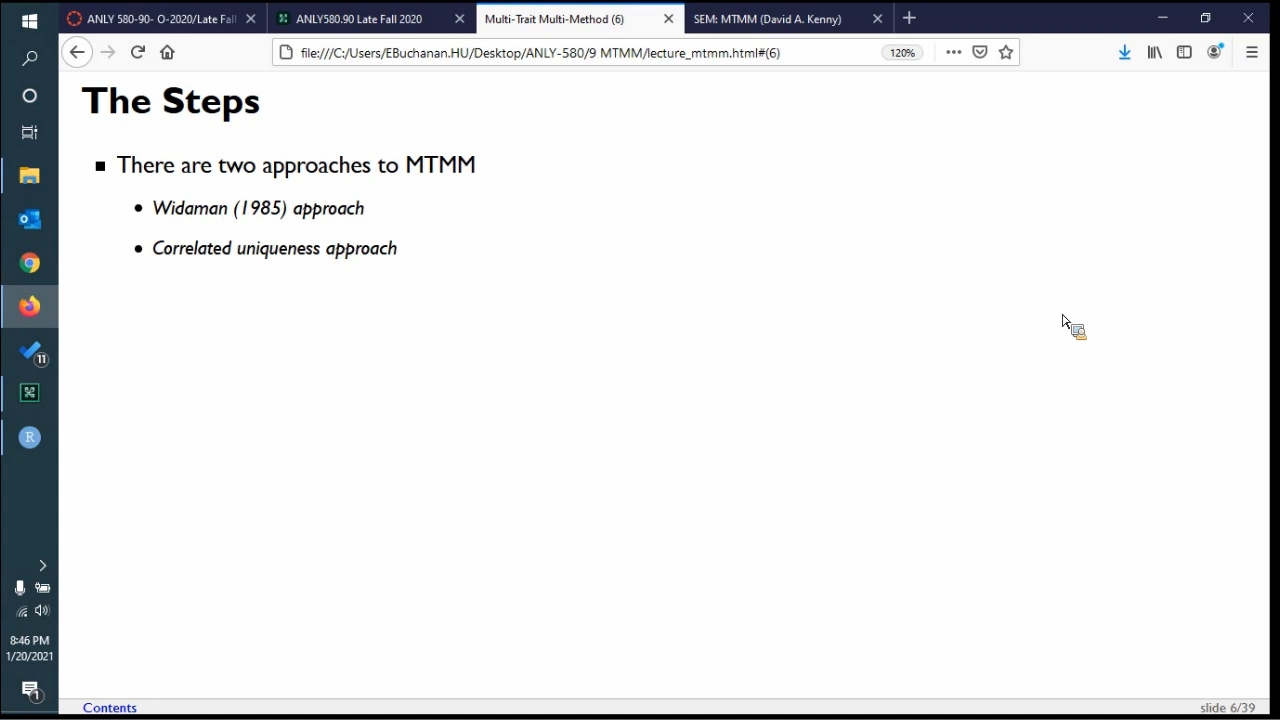 ANLY 580-90- O-2020/Late Fall
ANLY580.90 Late Fall 2020
Multi-Trait Multi-Method (6)
SEM: MTMM (David A. Kenny)
file:///C:/Users/EBuchanan.HU/Desktop/ANLY-580/9 MTMM/lecture_mtmm.html#(6)
120%
The Steps
There are two approaches to MTMM
Widaman (1985) approach
Correlated uniqueness approach
11
R
8:46 PM
1/20/2021
1
Contents
slide 6/39